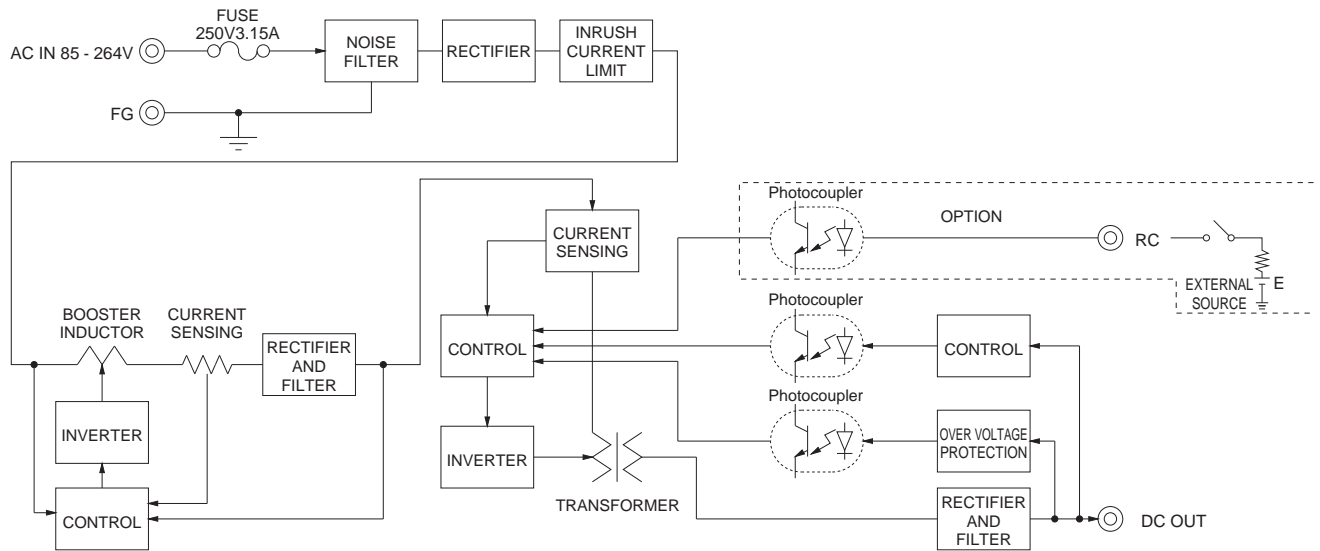 FUSE
250V3.15A
AC IN 85 - 264V
NOISE
FILTER
RECTIFIER
INRUSH
CURRENT
LIMIT
FG
Photocoupler
OPTION
RC
E
EXTERNAL
SOURCE
CURRENT
SENSING
BOOSTER
INDUCTOR
CURRENT
SENSING
RECTIFIER
AND
FILTER
CONTROL
Photocoupler
CONTROL
Photocoupler
OVER VOLTAGE
PROTECTION
INVERTER
INVERTER
TRANSFORMER
CONTROL
RECTIFIER
AND
FILTER
DC OUT